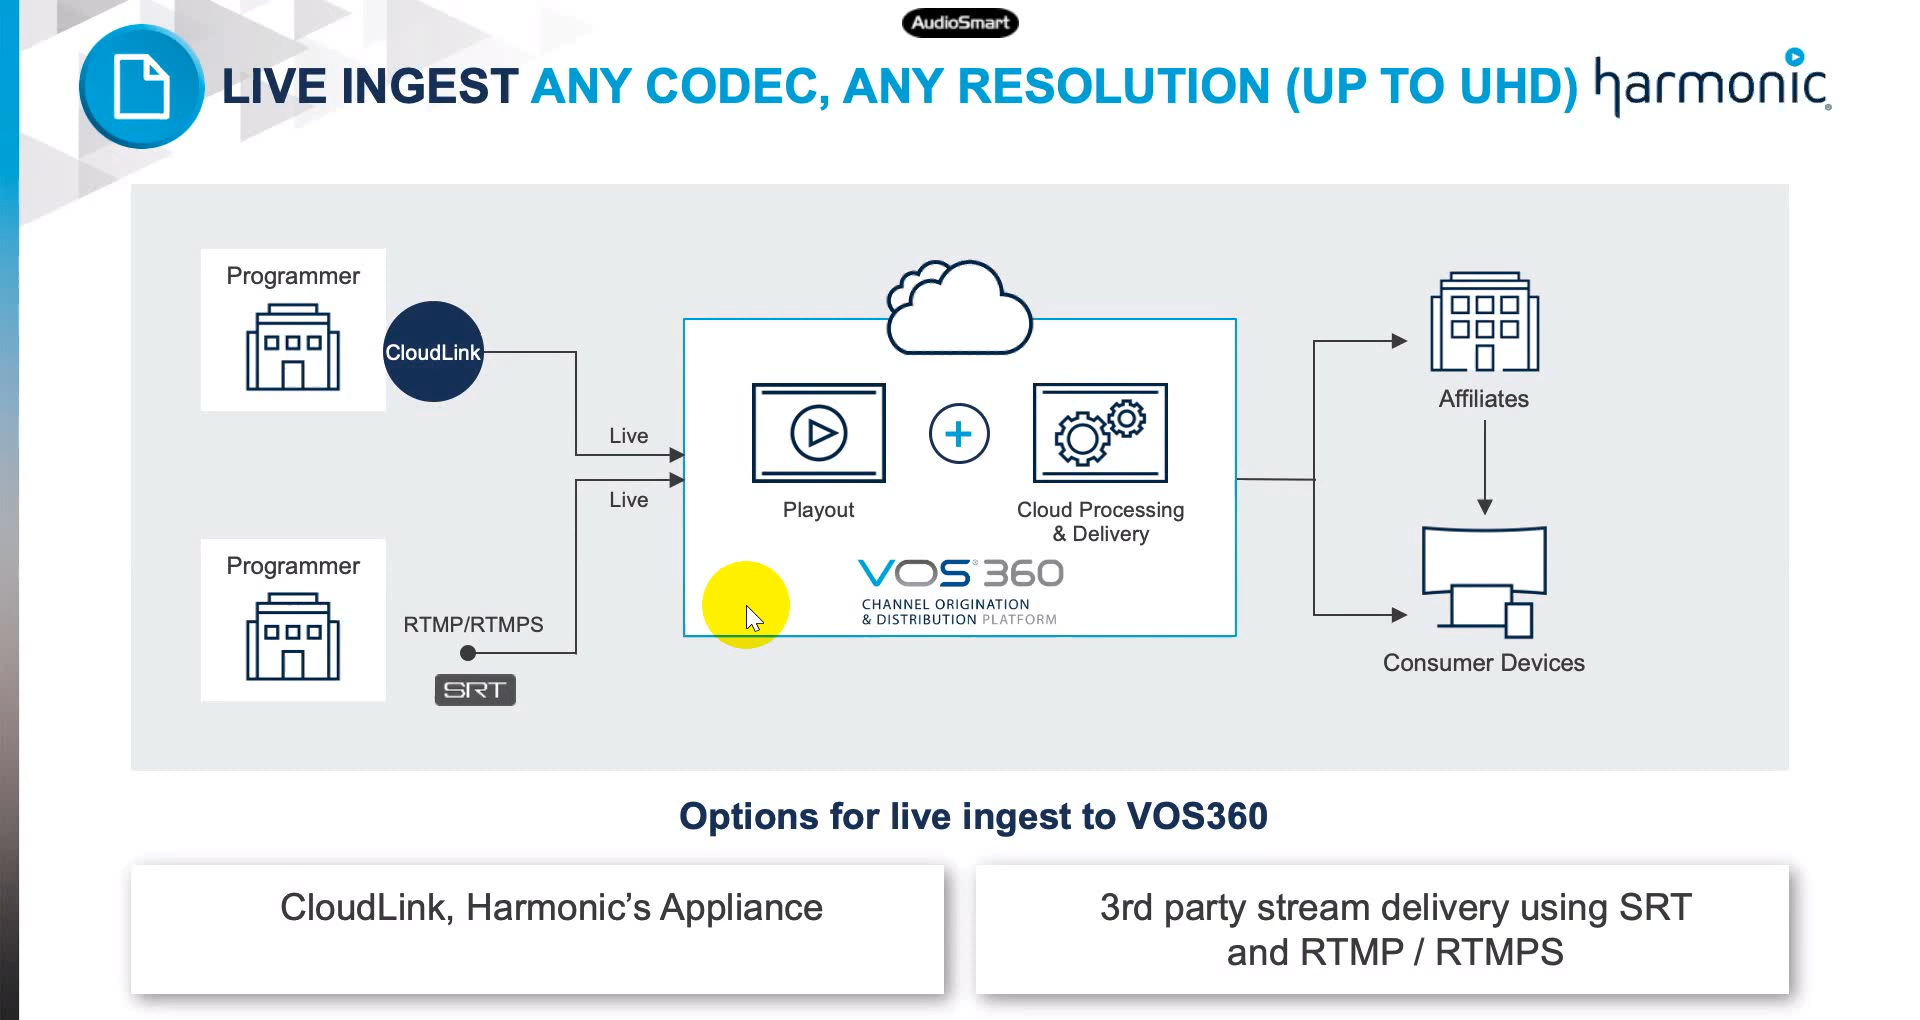 AudioSmart
LIVE INGEST ANY CODEC, ANY RESOLUTION (UP TO UHD)
harmonic
Programmer
CloudLink
Live
Live
Programmer
RTMP/RTMPS
SRT
Playout
Cloud Processing
& Delivery
VOS® 360
CHANNEL ORIGINATION
& DISTRIBUTION PLATFORM
Affiliates
Consumer Devices
Options for live ingest to VOS360
CloudLink, Harmonic’s Appliance
3rd party stream delivery using SRT
and RTMP / RTMPS